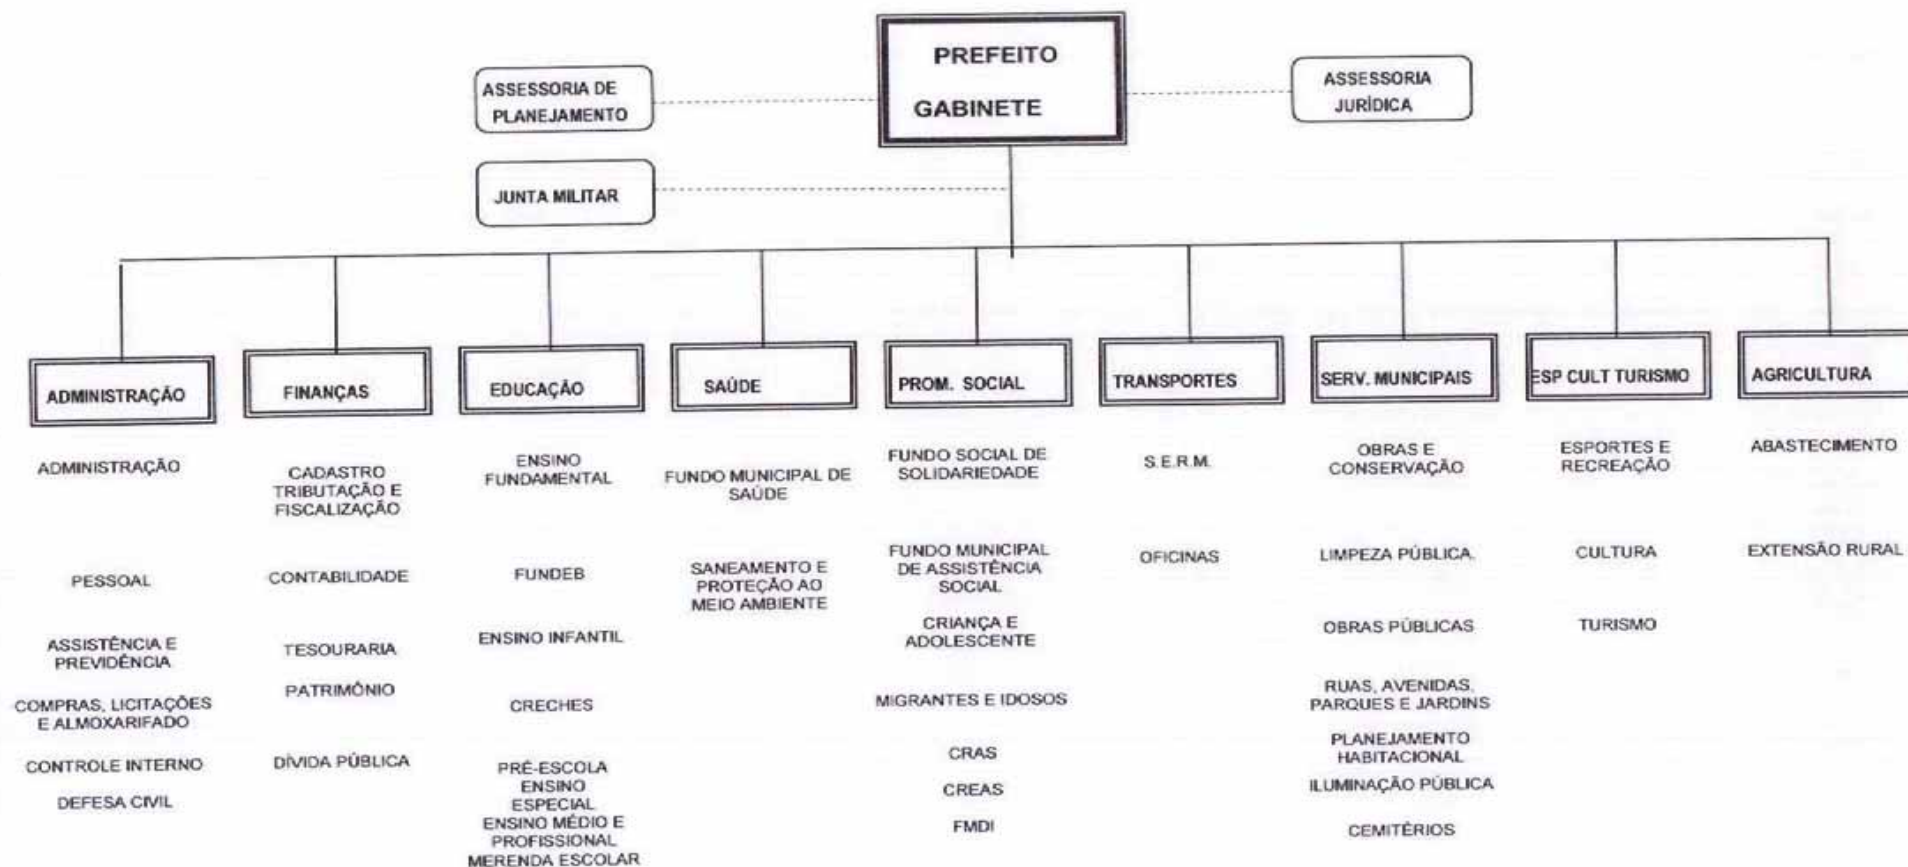 PREFEITO
GABINETE
ASSESSORIA DE
PLANEJAMENTO
ASSESSORIA
JURÍDICA
JUNTA MILITAR
ADMINISTRAÇÃO
FINANÇAS
EDUCAÇÃO
SAÚDE
PROM. SOCIAL
TRANSPORTES
SERV. MUNICIPAIS
ESP CULT TURISMO
AGRICULTURA
ADMINISTRAÇÃO
PESSOAL
ASSISTÊNCIA E
PREVIDÊNCIA
COMPRAS, LICITAÇÕES
E ALMOXARIFADO
CONTROLE INTERNO
DEFESA CIVIL
CADASTRO
TRIBUTAÇÃO E
FISCALIZAÇÃO
CONTABILIDADE
TESOURARIA
PATRIMÔNIO
DÍVIDA PÚBLICA
ENSINO
FUNDAMENTAL
FUNDEB
ENSINO INFANTIL
CRECHES
PRÉ-ESCOLA
ENSINO
ESPECIAL
ENSINO MÉDIO E
PROFISSIONAL
MERENDA ESCOLAR
FUNDO MUNICIPAL DE
SAÚDE
SANEAMENTO E
PROTEÇÃO AO
MEIO AMBIENTE
FUNDO SOCIAL DE
SOLIDARIEDADE
FUNDO MUNICIPAL
DE ASSISTÊNCIA
SOCIAL
CRIANÇA E
ADOLESCENTE
MIGRANTES E IDOSOS
CRAS
CREAS
FMDI
S.E.R.M.
OFICINAS
OBRAS E
CONSERVAÇÃO
LIMPEZA PÚBLICA.
OBRAS PÚBLICAS
RUAS, AVENIDAS,
PARQUES E JARDINS
PLANEJAMENTO
HABITACIONAL
ILUMINAÇÃO PÚBLICA
CEMITÉRIOS
ESPORTES E
RECREAÇÃO
CULTURA
TURISMO
ABASTECIMENTO
EXTENSÃO RURAL